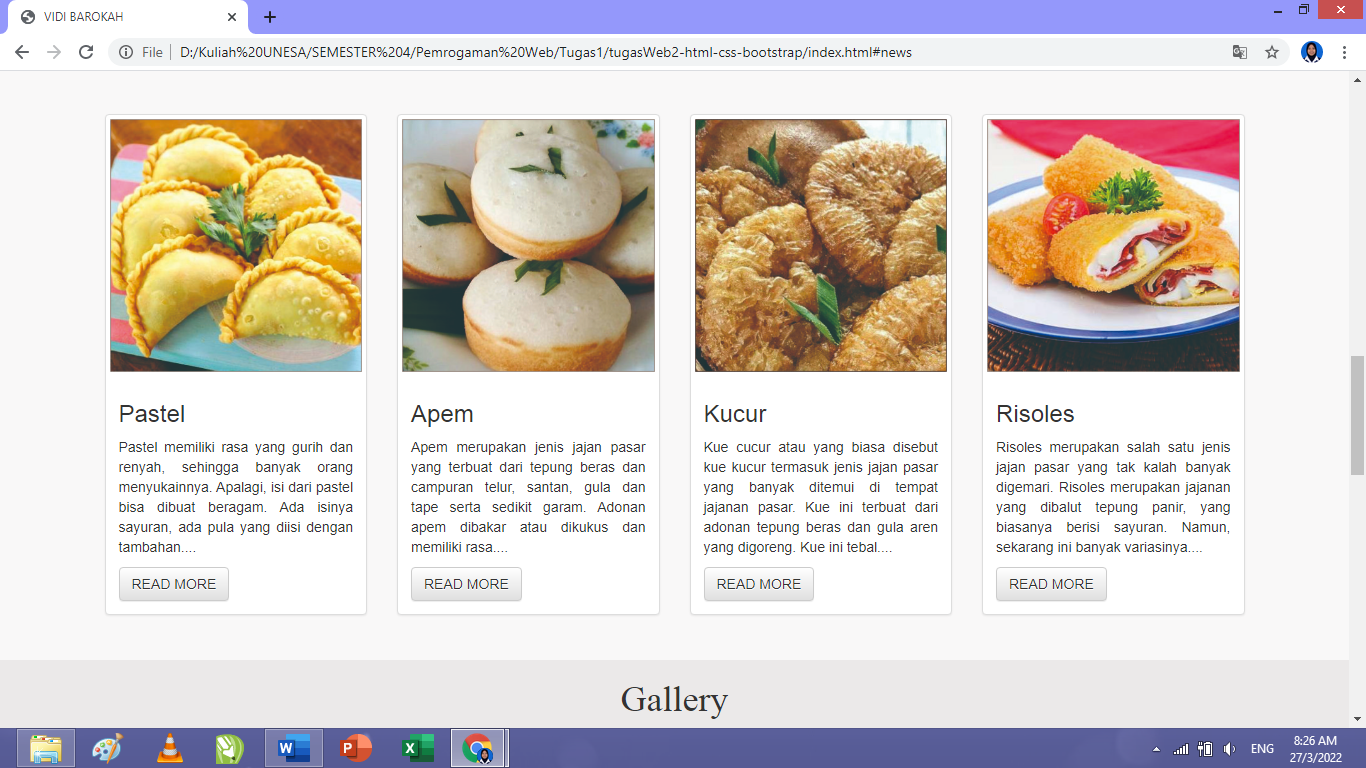 VIDI BAROKAH
File D:/Kuliah%20UNESA/SEMESTER%204/Pemrogaman%20Web/Tugas1/tugasWeb2-html-css-bootstrap/index.html#news
Pastel
Pastel memiliki rasa yang gurih dan
renyah, sehingga banyak orang
menyukainnya. Apalagi, isi dari pastel
bisa dibuat beragam. Ada isinya
sayuran, ada pula yang diisi dengan
tambahan....
READ MORE
Apem
Apem merupakan jenis jajan pasar
yang terbuat dari tepung beras dan
campuran telur, santan, gula dan
tape serta sedikit garam. Adonan
apem dibakar atau dikukus dan
memiliki rasa....
READ MORE
Kucur
Kue cucur atau yang biasa disebut
kue kucur termasuk jenis jajan pasar
yang banyak ditemui di tempat
jajanan pasar. Kue ini terbuat dari
adonan tepung beras dan gula aren
yang digoreng. Kue ini tebal....
READ MORE
Risoles
Risoles merupakan salah satu jenis
jajan pasar yang tak kalah banyak
digemari. Risoles merupakan jajanan
yang dibalut tepung panir, yang
biasanya berisi sayuran. Namun,
sekarang ini banyak variasinya....
READ MORE
Gallery
ENG
8:26 AM
27/3/2022